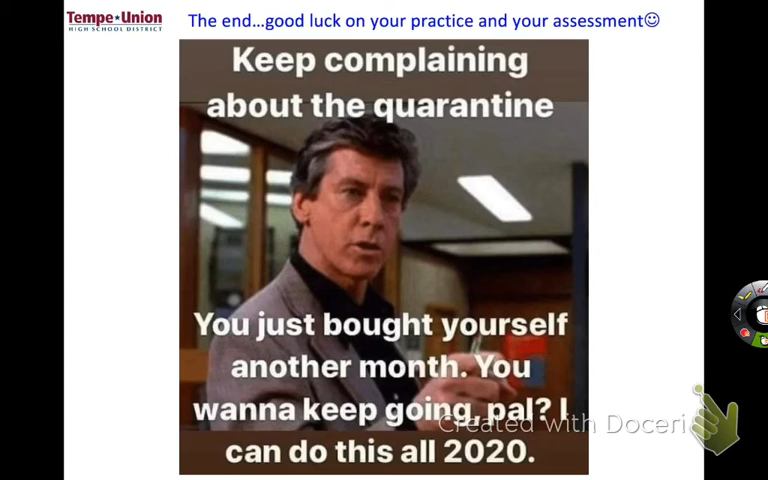 Tempe Union
HIGH SCHOOL DISTRICT
The end...good luck on your practice and your assessment☺
Keep complaining
about the quarantine
You just bought yourself
another month. You
wanna keep going, pal? I
can do this all 2020.
Created with Doceri